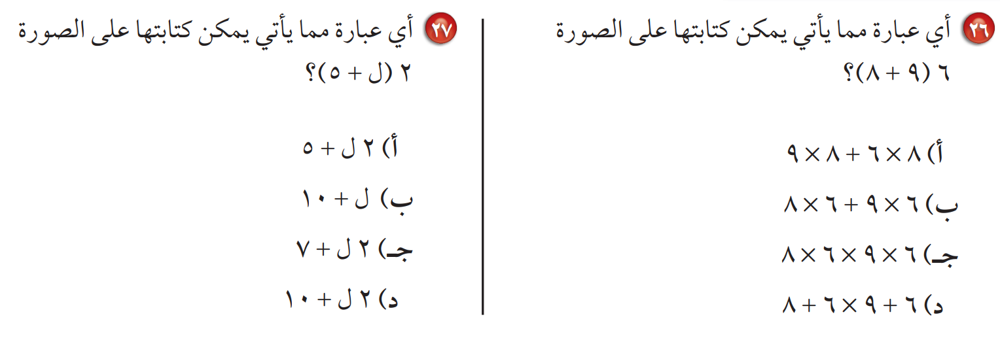 ٢٦ أي عبارة مما يأتي يمكن كتابتها على الصورة
٦ (٩ + ٨)؟
أ) ٨ × ٦ + ٨ × ٩
ب) ٦ × ٩ + ٦ × ٨
جـ) ٦ × ٩ × ٦ × ٨
د) ٦ + ٩ × ٦ + ٨
٢٧ أي عبارة مما يأتي يمكن كتابتها على الصورة
٢ (ل + ٥)؟
أ) ٢ ل + ٥
ب) ل + ١٠
جـ) ٢ ل + ٧
د) ٢ ل + ١٠